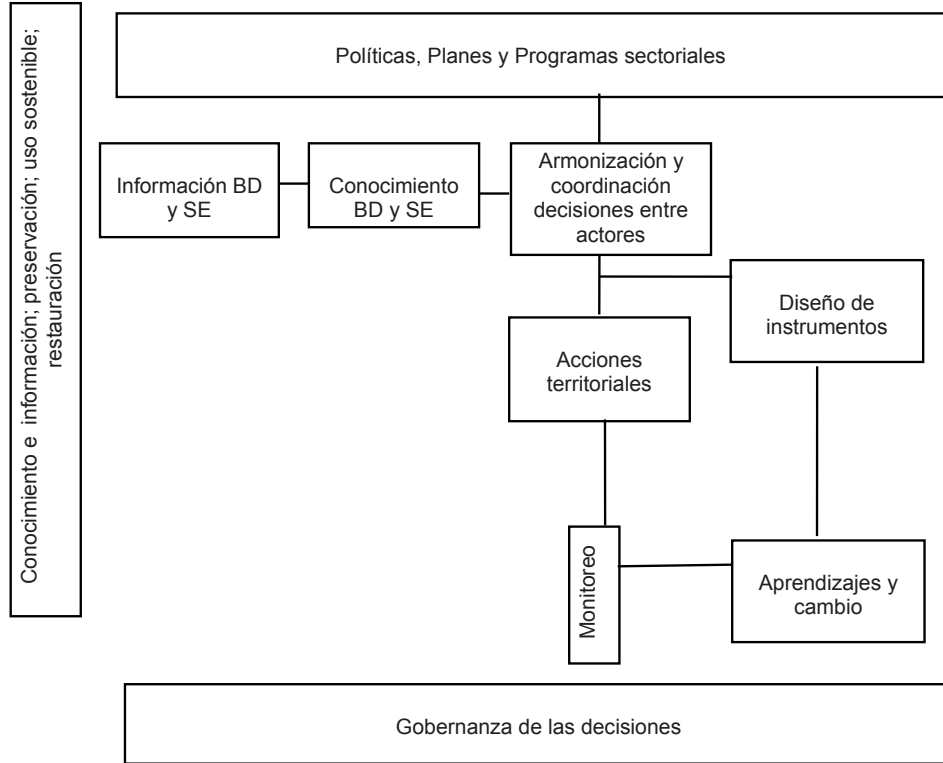 Conocimiento e información; preservación; uso sostenible;
restauración
Políticas, Planes y Programas sectoriales
Información BD
y SE
Conocimiento
BD y SE
Armonización y
coordinación
decisiones entre
actores
Diseño de
instrumentos
Acciones
territoriales
Monitoreo
Aprendizajes y
cambio
Gobernanza de las decisiones